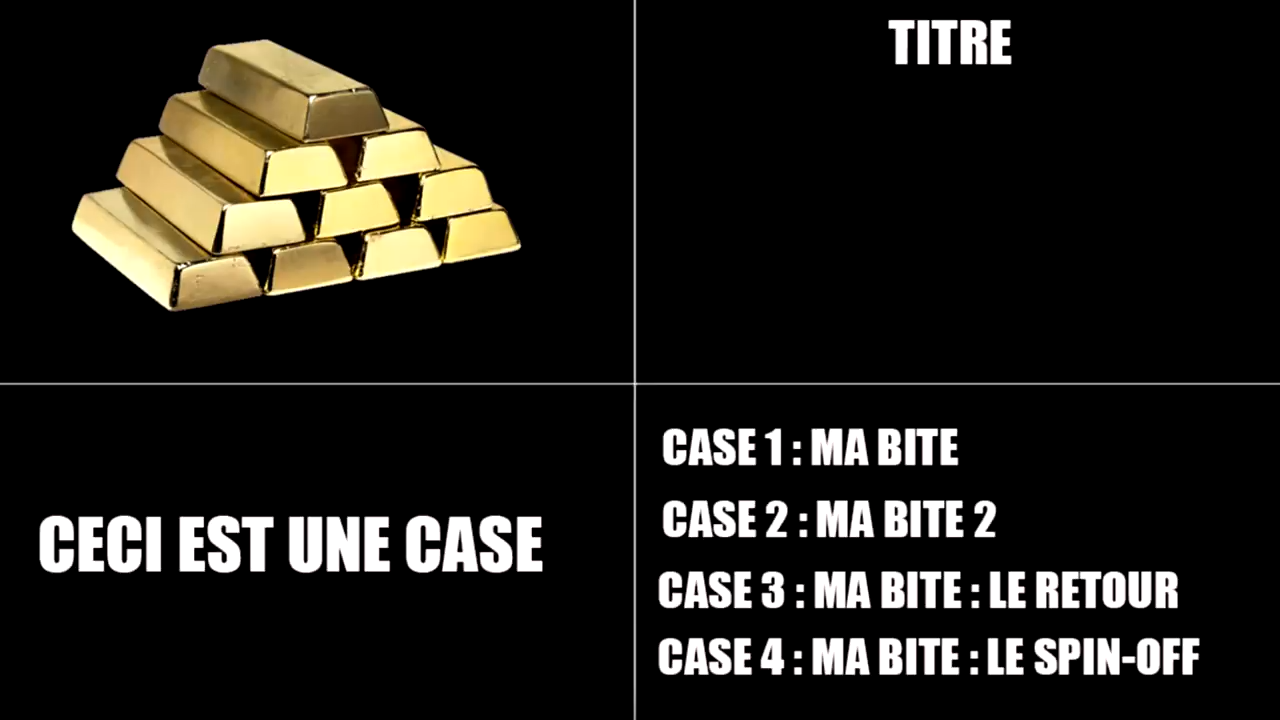 TITRE
CECI EST UNE CASE
CASE 1 : MA BITE
CASE 2 : MA BITE 2
CASE 3 : MA BITE : LE RETOUR
CASE 4 : MA BITE : LE SPIN-OFF